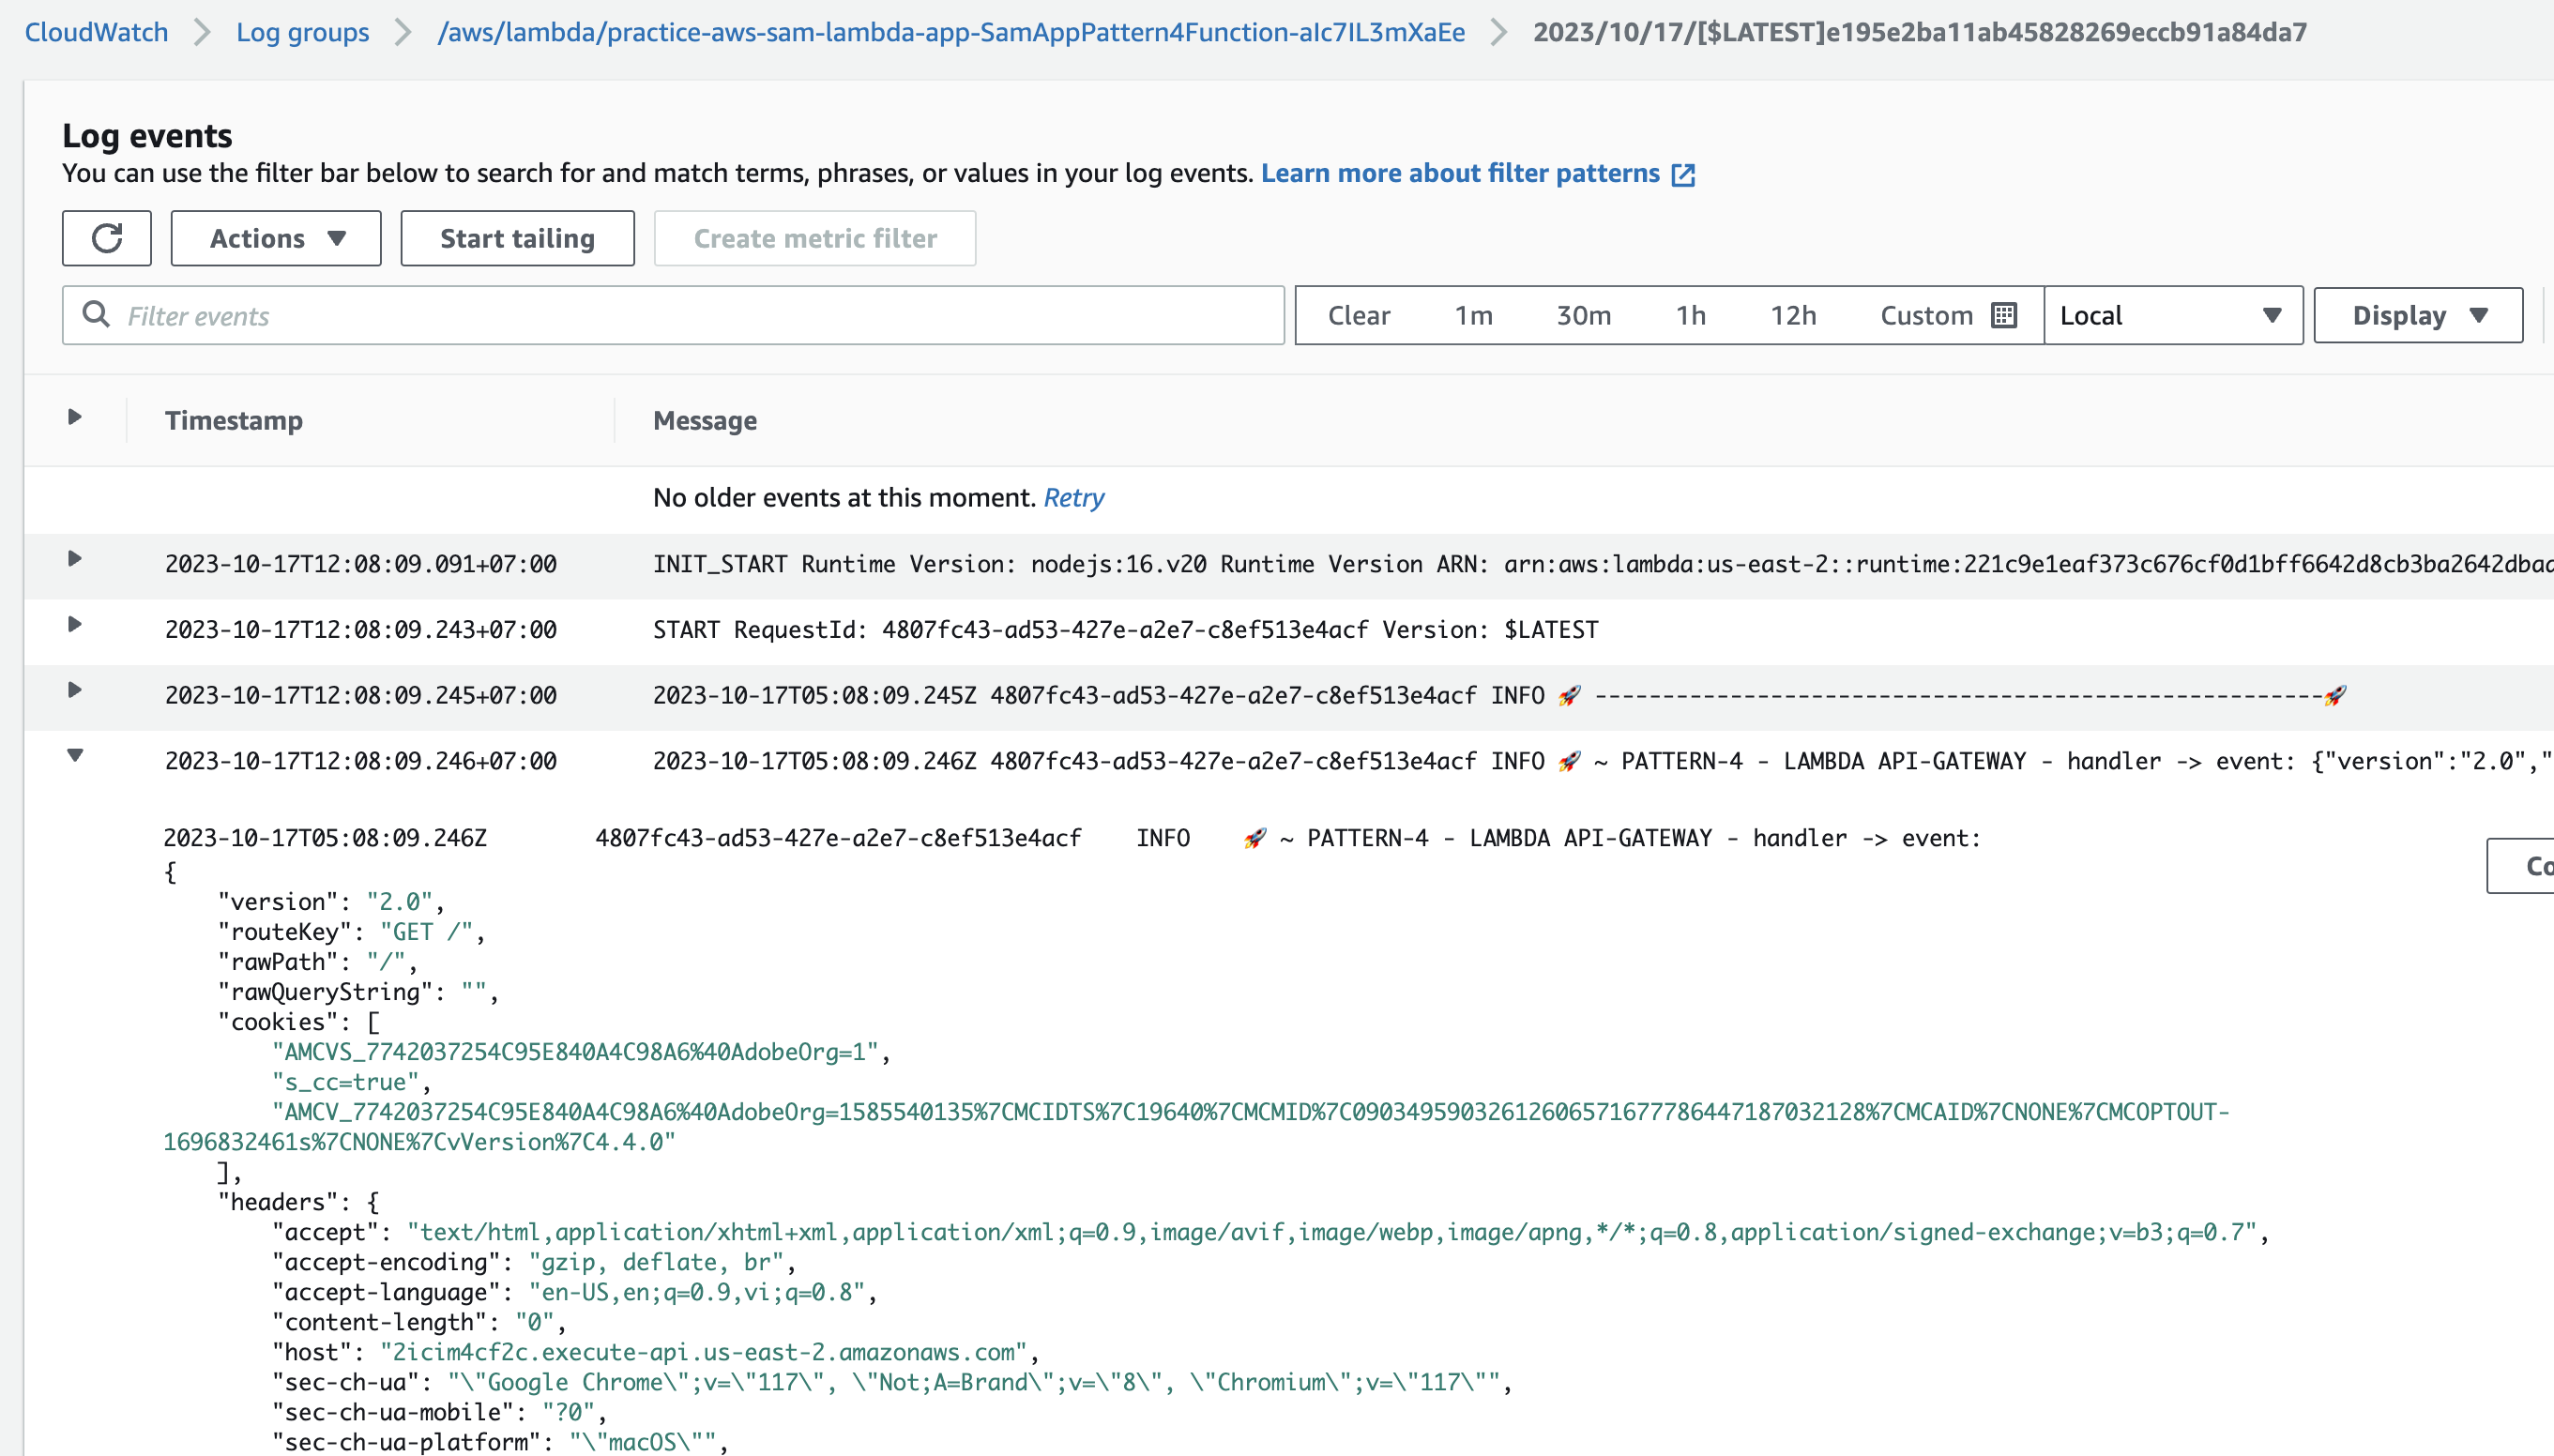 CloudWatch > Log groups > /aws/lambda/practice-aws-sam-lambda-app-SamAppPattern4Function-aIc7IL3mXaEe > 2023/10/17/[$LATEST]e195e2ba11ab45828269eccb91a84da7
Log events
You can use the filter bar below to search for and match terms, phrases, or values in your log events. Learn more about filter patterns
Actions Start tailing Create metric filter
Filter events Clear 1m 30m 1h 12h Custom Local Display
Timestamp Message
No older events at this moment. Retry
2023-10-17T12:08:09.091+07:00 INIT_START Runtime Version: nodejs:16.v20 Runtime Version ARN: arn:aws:lambda:us-east-2::runtime:221c9e1eaf373c676cf0d1bff6642d8cb3ba2642dbad
2023-10-17T12:08:09.243+07:00 START RequestId: 4807fc43-ad53-427e-a2e7-c8ef513e4acf Version: $LATEST
2023-10-17T12:08:09.245+07:00 2023-10-17T05:08:09.245Z 4807fc43-ad53-427e-a2e7-c8ef513e4acf INFO 🚀 ------------------------------------------------------🚀
2023-10-17T12:08:09.246+07:00 2023-10-17T05:08:09.246Z 4807fc43-ad53-427e-a2e7-c8ef513e4acf INFO 🚀 ~ PATTERN-4 - LAMBDA API-GATEWAY - handler -> event: {"version":"2.0","
2023-10-17T05:08:09.246Z 4807fc43-ad53-427e-a2e7-c8ef513e4acf INFO 🚀 ~ PATTERN-4 - LAMBDA API-GATEWAY - handler -> event:
Co
{
"version": "2.0",
"routeKey": "GET /",
"rawPath": "/",
"rawQueryString": "",
"cookies": [
"AMCVS_7742037254C95E840A4C98A6%40AdobeOrg=1",
"s_cc=true",
"AMCV_7742037254C95E840A4C98A6%40AdobeOrg=1585540135%7CMCIDTS%7C19640%7CMCMID%7C09034959032612606571677786447187032128%7CMCAID%7CNONE%7CMCOPTOUT-
1696832461s%7CNONE%7CvVersion%7C4.4.0"
],
"headers": {
"accept": "text/html,application/xhtml+xml,application/xml;q=0.9,image/avif,image/webp,image/apng,*/*;q=0.8,application/signed-exchange;v=b3;q=0.7",
"accept-encoding": "gzip, deflate, br",
"accept-language": "en-US,en;q=0.9,vi;q=0.8",
"content-length": "0",
"host": "2icim4cf2c.execute-api.us-east-2.amazonaws.com",
"sec-ch-ua": "\"Google Chrome\";v=\"117\", \"Not;A=Brand\";v=\"8\", \"Chromium\";v=\"117\"",
"sec-ch-ua-mobile": "?0",
"sec-ch-ua-platform": "\"macOS\"",